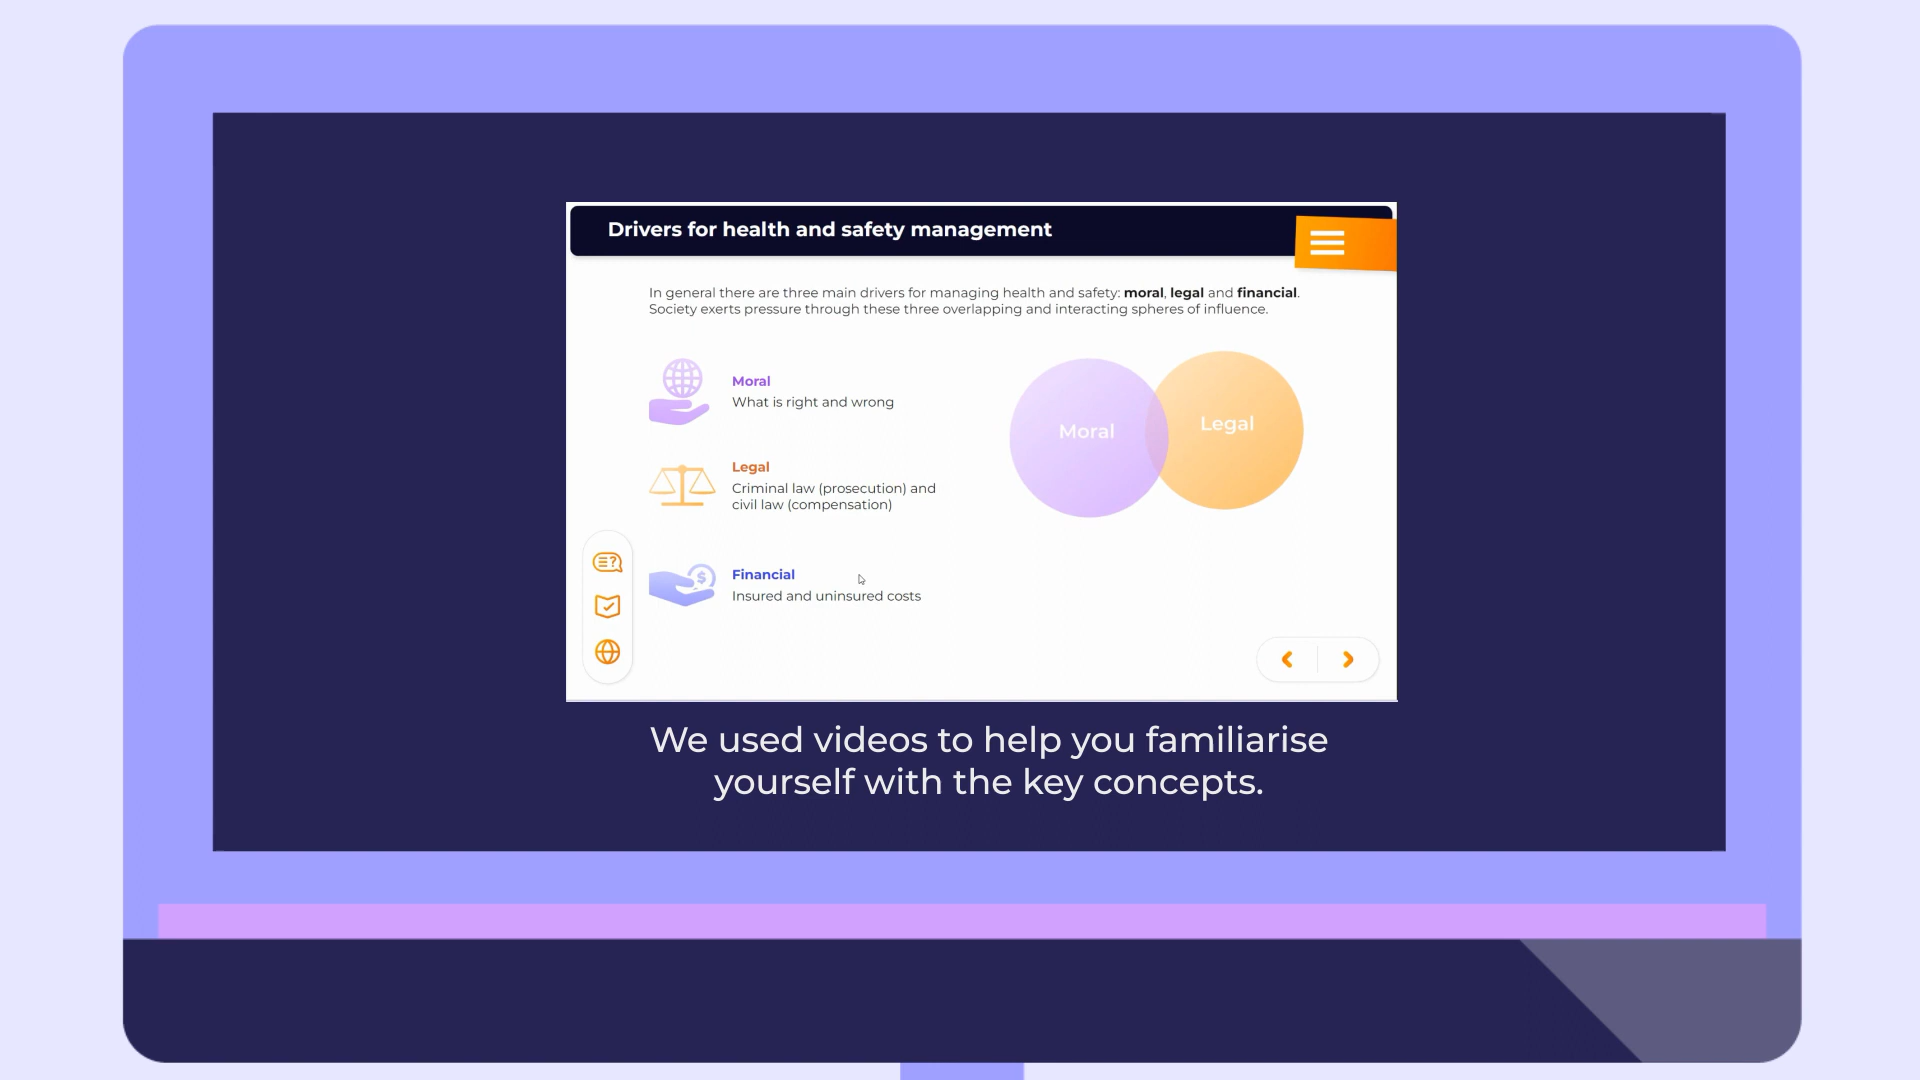 Drivers for health and safety management
In general there are three main drivers for managing health and safety: moral, legal and financial.
Society exerts pressure through these three overlapping and interacting spheres of influence.
Moral
What is right and wrong
Legal
Criminal law (prosecution) and
civil law (compensation)
Financial
Insured and uninsured costs
Moral
Legal
We used videos to help you familiarise
yourself with the key concepts.